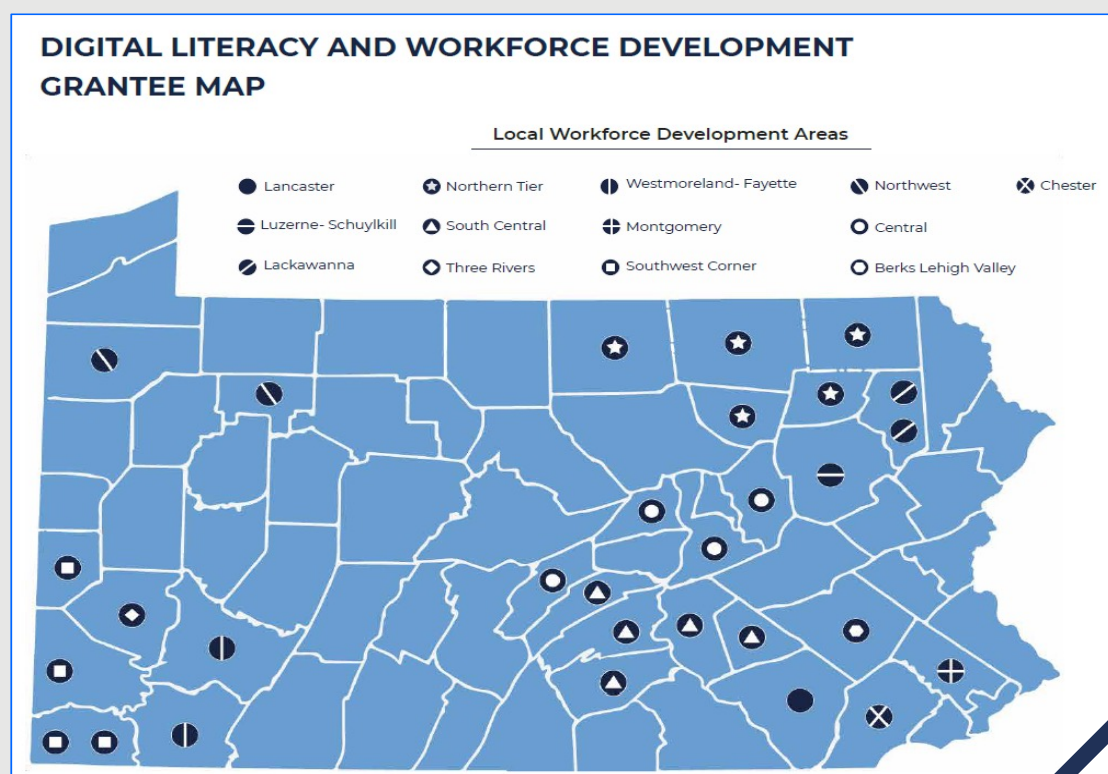 DIGITAL LITERACY AND WORKFORCE DEVELOPMENT
GRANTEE MAP
Local Workforce Development Areas
Lancaster
Northern Tier
Westmoreland- Fayette
Northwest
Chester
Luzerne- Schuylkill
South Central
Montgomery
Central
Lackawanna
Three Rivers
Southwest Corner
Berks Lehigh Valley